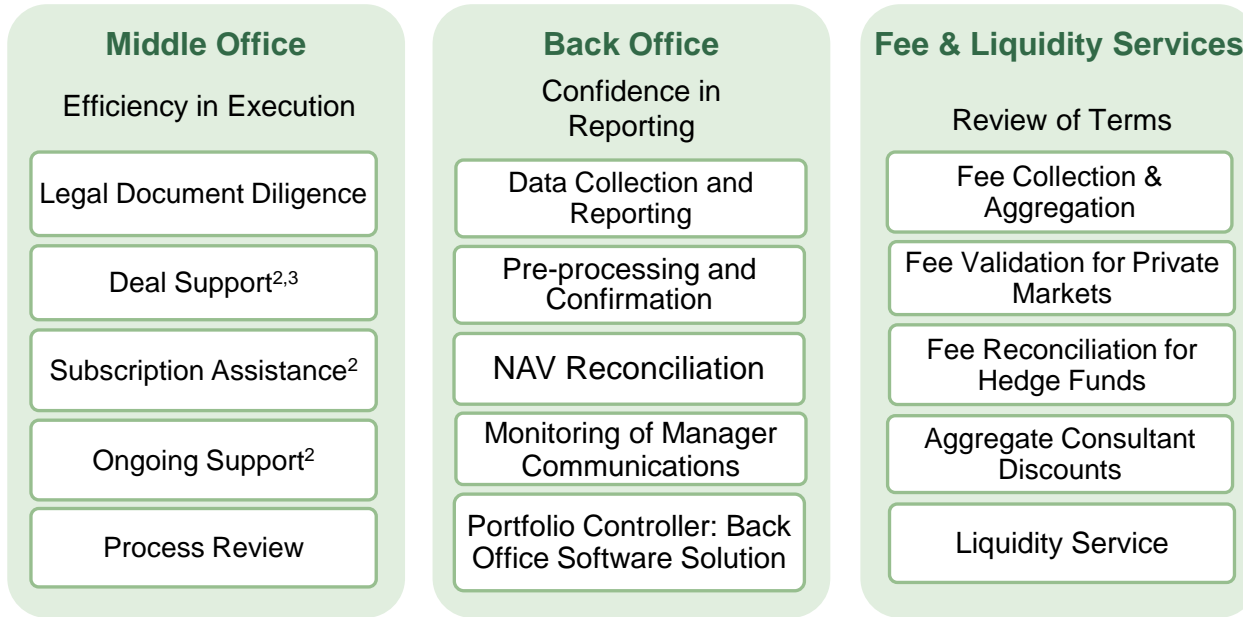 Middle Office
Efficiency in Execution
Legal Document Diligence
Deal Support2,3
Subscription Assistance2
Ongoing Support2
Process Review
Back Office
Confidence in
Reporting
Data Collection and
Reporting
Pre-processing and
Confirmation
NAV Reconciliation
Monitoring of Manager
Communications
Portfolio Controller: Back
Office Software Solution
Fee & Liquidity Services
Review of Terms
Fee Collection &
Aggregation
Fee Validation for Private
Markets
Fee Reconciliation for
Hedge Funds
Aggregate Consultant
Discounts
Liquidity Service